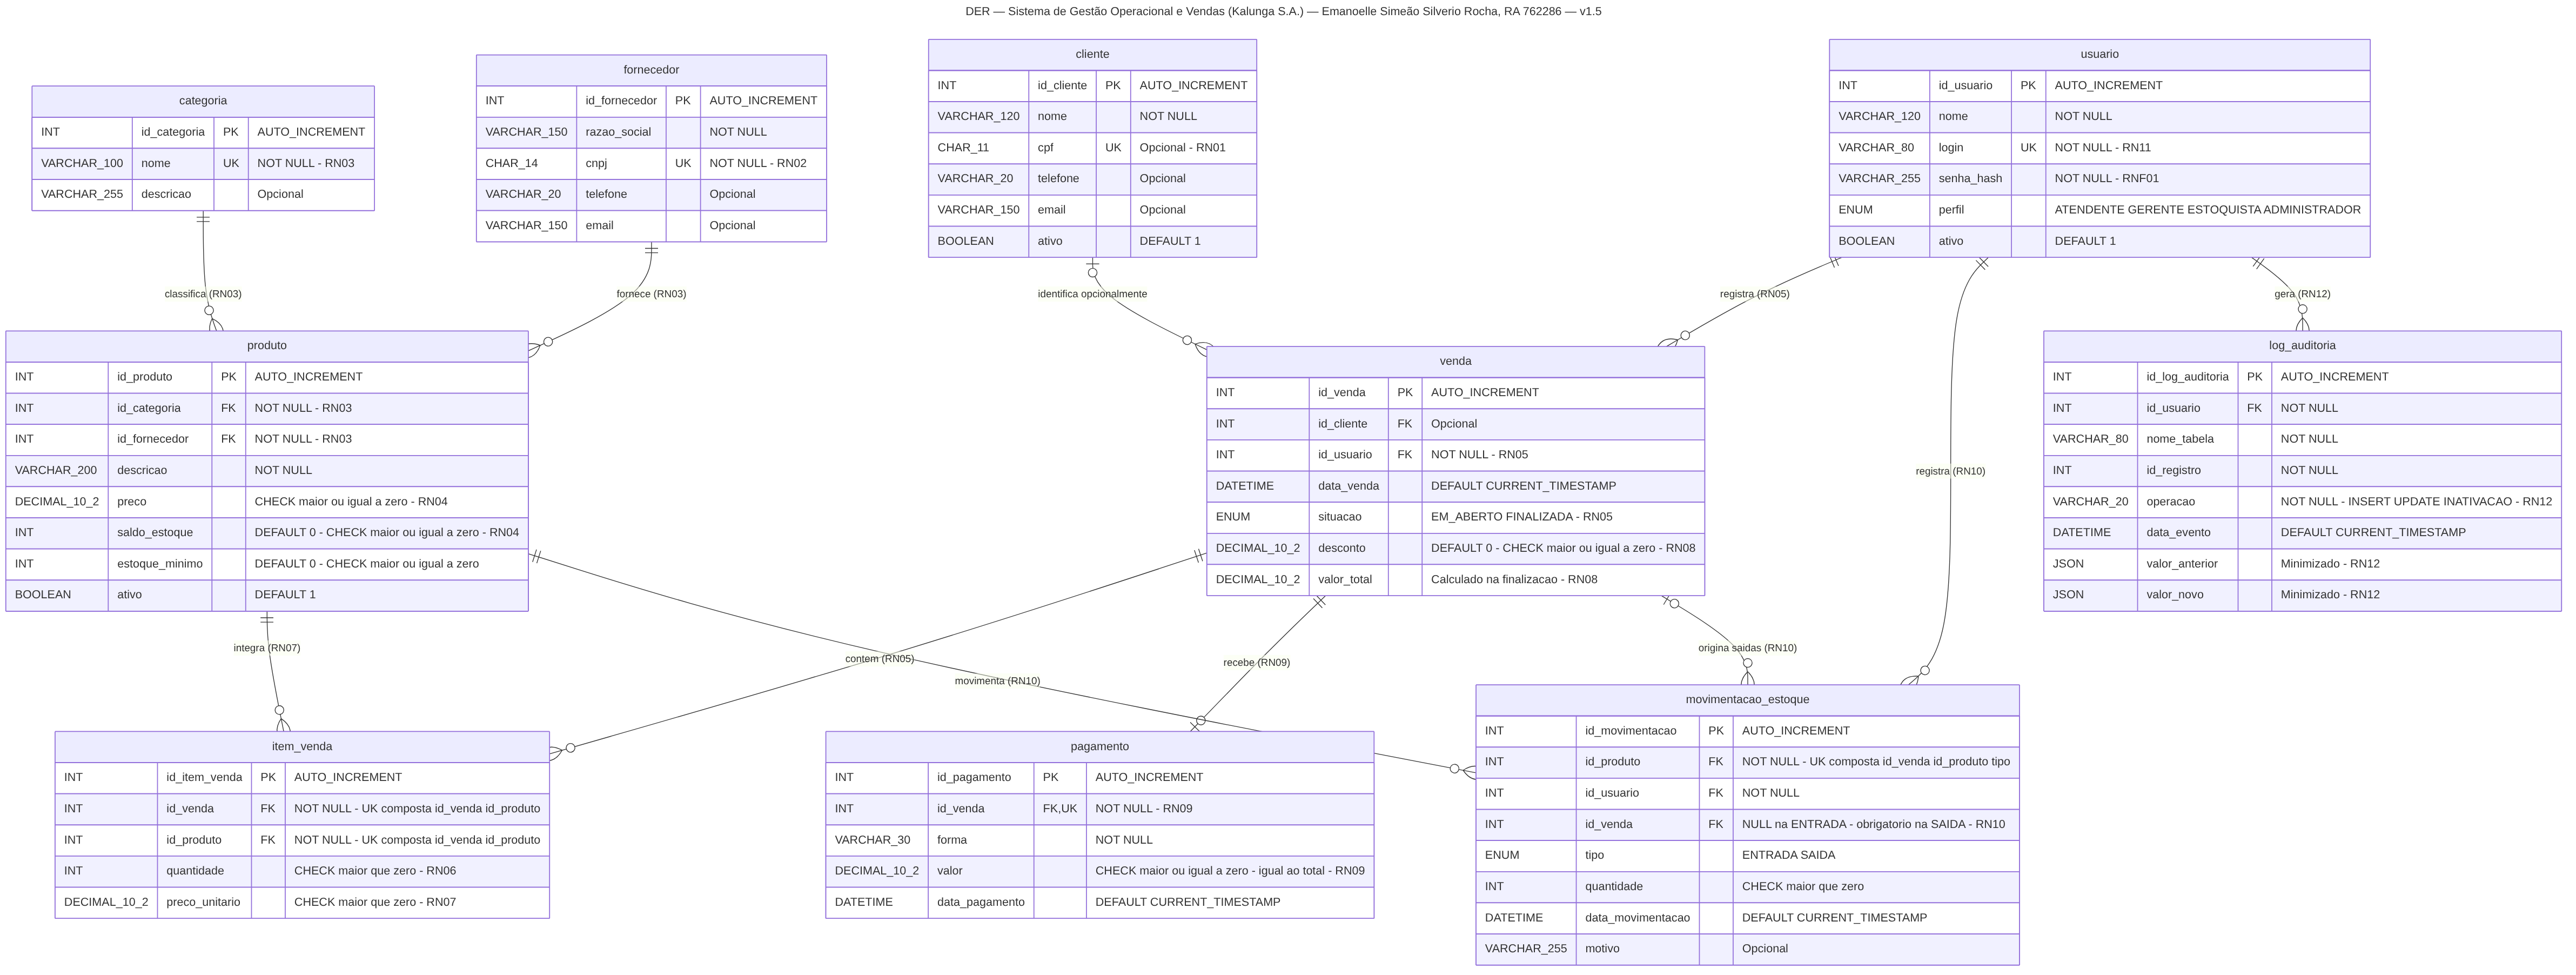 DER — Sistema de Gestão Operacional e Vendas (Kalunga S.A.) — Emanoelle Simeão Silverio Rocha, RA 762286 — v1.5
categoria
INT id_categoria PK AUTO_INCREMENT
VARCHAR_100 nome UK NOT NULL - RN03
VARCHAR_255 descricao Opcional
fornecedor
INT id_fornecedor PK AUTO_INCREMENT
VARCHAR_150 razao_social NOT NULL
CHAR_14 cnpj UK NOT NULL - RN02
VARCHAR_20 telefone Opcional
VARCHAR_150 email Opcional
cliente
INT id_cliente PK AUTO_INCREMENT
VARCHAR_120 nome NOT NULL
CHAR_11 cpf UK Opcional - RN01
VARCHAR_20 telefone Opcional
VARCHAR_150 email Opcional
BOOLEAN ativo DEFAULT 1
usuario
INT id_usuario PK AUTO_INCREMENT
VARCHAR_120 nome NOT NULL
VARCHAR_80 login UK NOT NULL - RN11
VARCHAR_255 senha_hash NOT NULL - RNF01
ENUM perfil ATENDENTE GERENTE ESTOQUISTA ADMINISTRADOR
BOOLEAN ativo DEFAULT 1
classifica (RN03)
fornece (RN03)
identifica opcionalmente
registra (RN05)
gera (RN12)
produto
INT id_produto PK AUTO_INCREMENT
INT id_categoria FK NOT NULL - RN03
INT id_fornecedor FK NOT NULL - RN03
VARCHAR_200 descricao NOT NULL
DECIMAL_10_2 preco CHECK maior ou igual a zero - RN04
INT saldo_estoque DEFAULT 0 - CHECK maior ou igual a zero - RN04
INT estoque_minimo DEFAULT 0 - CHECK maior ou igual a zero
BOOLEAN ativo DEFAULT 1
venda
INT id_venda PK AUTO_INCREMENT
INT id_cliente FK Opcional
INT id_usuario FK NOT NULL - RN05
DATETIME data_venda DEFAULT CURRENT_TIMESTAMP
ENUM situacao EM_ABERTO FINALIZADA - RN05
DECIMAL_10_2 desconto DEFAULT 0 - CHECK maior ou igual a zero - RN08
DECIMAL_10_2 valor_total Calculado na finalizacao - RN08
registra (RN10)
log_auditoria
INT id_log_auditoria PK AUTO_INCREMENT
INT id_usuario FK NOT NULL
VARCHAR_80 nome_tabela NOT NULL
INT id_registro NOT NULL
VARCHAR_20 operacao NOT NULL - INSERT UPDATE INATIVACAO - RN12
DATETIME data_evento DEFAULT CURRENT_TIMESTAMP
JSON valor_anterior Minimizado - RN12
JSON valor_novo Minimizado - RN12
integra (RN07)
contem (RN05)
movimenta (RN10)
recebe (RN09)
origina saidas (RN10)
item_venda
INT id_item_venda PK AUTO_INCREMENT
INT id_venda FK NOT NULL - UK composta id_venda id_produto
INT id_produto FK NOT NULL - UK composta id_venda id_produto
INT quantidade CHECK maior que zero - RN06
DECIMAL_10_2 preco_unitario CHECK maior que zero - RN07
pagamento
INT id_pagamento PK AUTO_INCREMENT
INT id_venda FK,UK NOT NULL - RN09
VARCHAR_30 forma NOT NULL
DECIMAL_10_2 valor CHECK maior ou igual a zero - igual ao total - RN09
DATETIME data_pagamento DEFAULT CURRENT_TIMESTAMP
movimentacao_estoque
INT id_movimentacao PK AUTO_INCREMENT
INT id_produto FK NOT NULL - UK composta id_venda id_produto tipo
INT id_usuario FK NOT NULL
INT id_venda FK NULL na ENTRADA - obrigatorio na SAIDA - RN10
ENUM tipo ENTRADA SAIDA
INT quantidade CHECK maior que zero
DATETIME data_movimentacao DEFAULT CURRENT_TIMESTAMP
VARCHAR_255 motivo Opcional